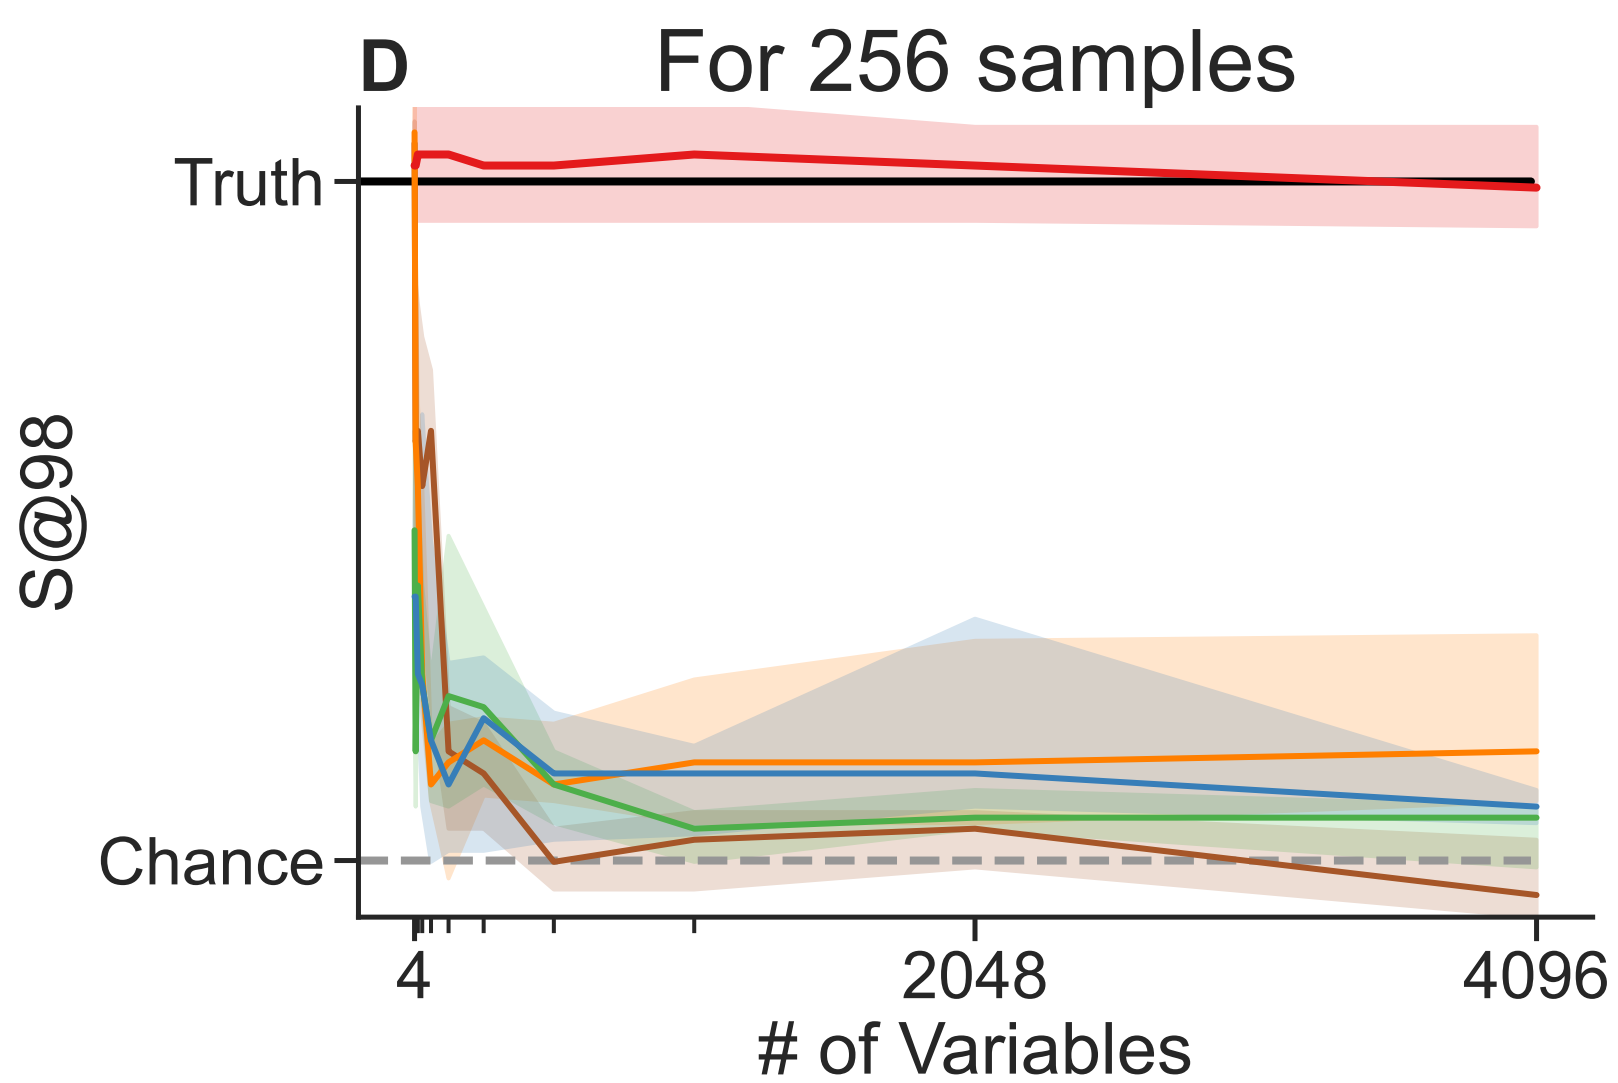 D For 256 samples
Truth
S@98
Chance
4 2048 4096
# of Variables